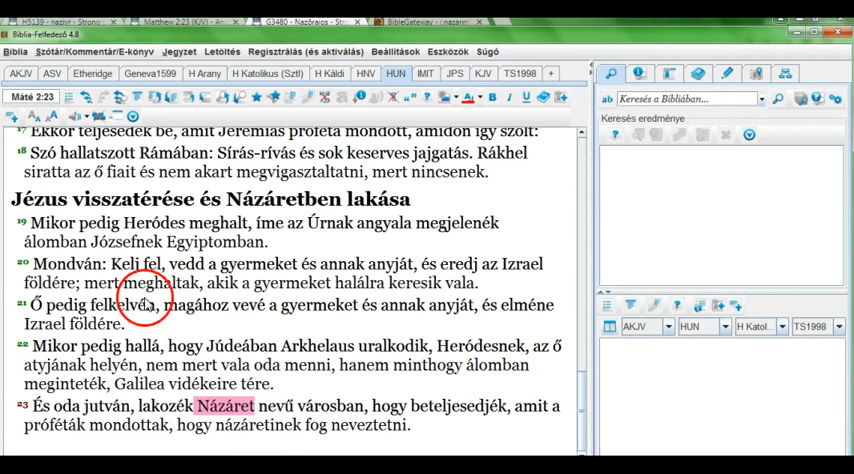 H5139 - naziyr - Strong
Matthew 2:23 (KJV) - A
G3480 - Nazōraios - St
BibleGateway - : nazaret
Biblia-Felfedező 4.8
Biblia Szótár/Kommentár/E-könyv Jegyzet Letöltés Regisztrálás (és aktiválás) Beállítások Eszközök Súgó
AKJV ASV Etheridge Geneva1599 H Arany H Katolikus (Sztl) H Káldi HNV HUN IMIT JPS KJV TS1998 +
Máté 2:23
17 Ekkor teljesedék be, amit Jeremiás próféta mondott, amidőn így szólt:
18 Szó hallatszott Rámában: Sírás-rívás és sok keserves jajgatás. Rákhel
siratta az ő fiait és nem akart megvigasztaltatni, mert nincsenek.
Jézus visszatérése és Názáretben lakása
19 Mikor pedig Heródes meghalt, íme az Úrnak angyala megjelenék
álomban Józsefnek Egyiptomban.
20 Mondván: Kelj fel, vedd a gyermeket és annak anyját, és eredj az Izrael
földére; mert meghaltak, akik a gyermeket halálra keresik vala.
21 Ő pedig felkelvén, magához vevé a gyermeket és annak anyját, és elméne
Izrael földére.
22 Mikor pedig hallá, hogy Júdeában Arkhelaus uralkodik, Heródesnek, az ő
atyjának helyén, nem mert vala oda menni, hanem minthogy álomban
meginteték, Galilea vidékeire tére.
23 És oda jutván, lakozék Názáret nevű városban, hogy beteljesedjék, amit a
próféták mondottak, hogy názáretinek fog neveztetni.
ab Keresés a Bibliában...
Keresés eredménye
AKJV HUN H Katol... TS1998